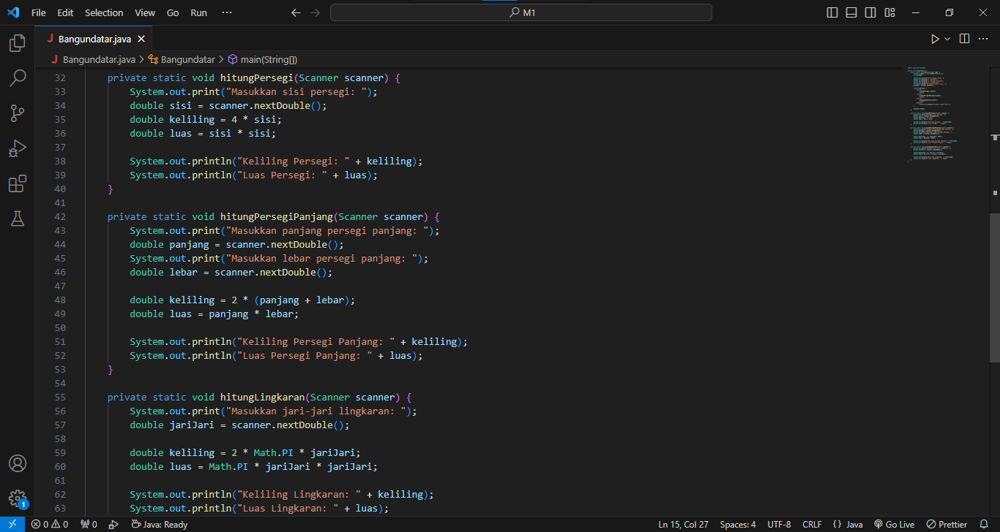 File Edit Selection View Go Run ··· M1
Bangundatar.java
Bangundatar.java > Bangundatar > main(String[])
32 private static void hitungPersegi(Scanner scanner) {
33 System.out.print("Masukkan sisi persegi: ");
34 double sisi = scanner.nextDouble();
35 double keliling = 4 * sisi;
36 double luas = sisi * sisi;
37
38 System.out.println("Keliling Persegi: " + keliling);
39 System.out.println("Luas Persegi: " + luas);
40 }
41
42 private static void hitungPersegiPanjang(Scanner scanner) {
43 System.out.print("Masukkan panjang persegi panjang: ");
44 double panjang = scanner.nextDouble();
45 System.out.print("Masukkan lebar persegi panjang: ");
46 double lebar = scanner.nextDouble();
47
48 double keliling = 2 * (panjang + lebar);
49 double luas = panjang * lebar;
50
51 System.out.println("Keliling Persegi Panjang: " + keliling);
52 System.out.println("Luas Persegi Panjang: " + luas);
53 }
54
55 private static void hitungLingkaran(Scanner scanner) {
56 System.out.print("Masukkan jari-jari lingkaran: ");
57 double jariJari = scanner.nextDouble();
58
59 double keliling = 2 * Math.PI * jariJari;
60 double luas = Math.PI * jariJari * jariJari;
61
62 System.out.println("Keliling Lingkaran: " + keliling);
63 System.out.println("Luas Lingkaran: " + luas);
1
0 0 0 Java: Ready Ln 15, Col 27 Spaces: 4 UTF-8 CRLF {} Java Go Live Prettier